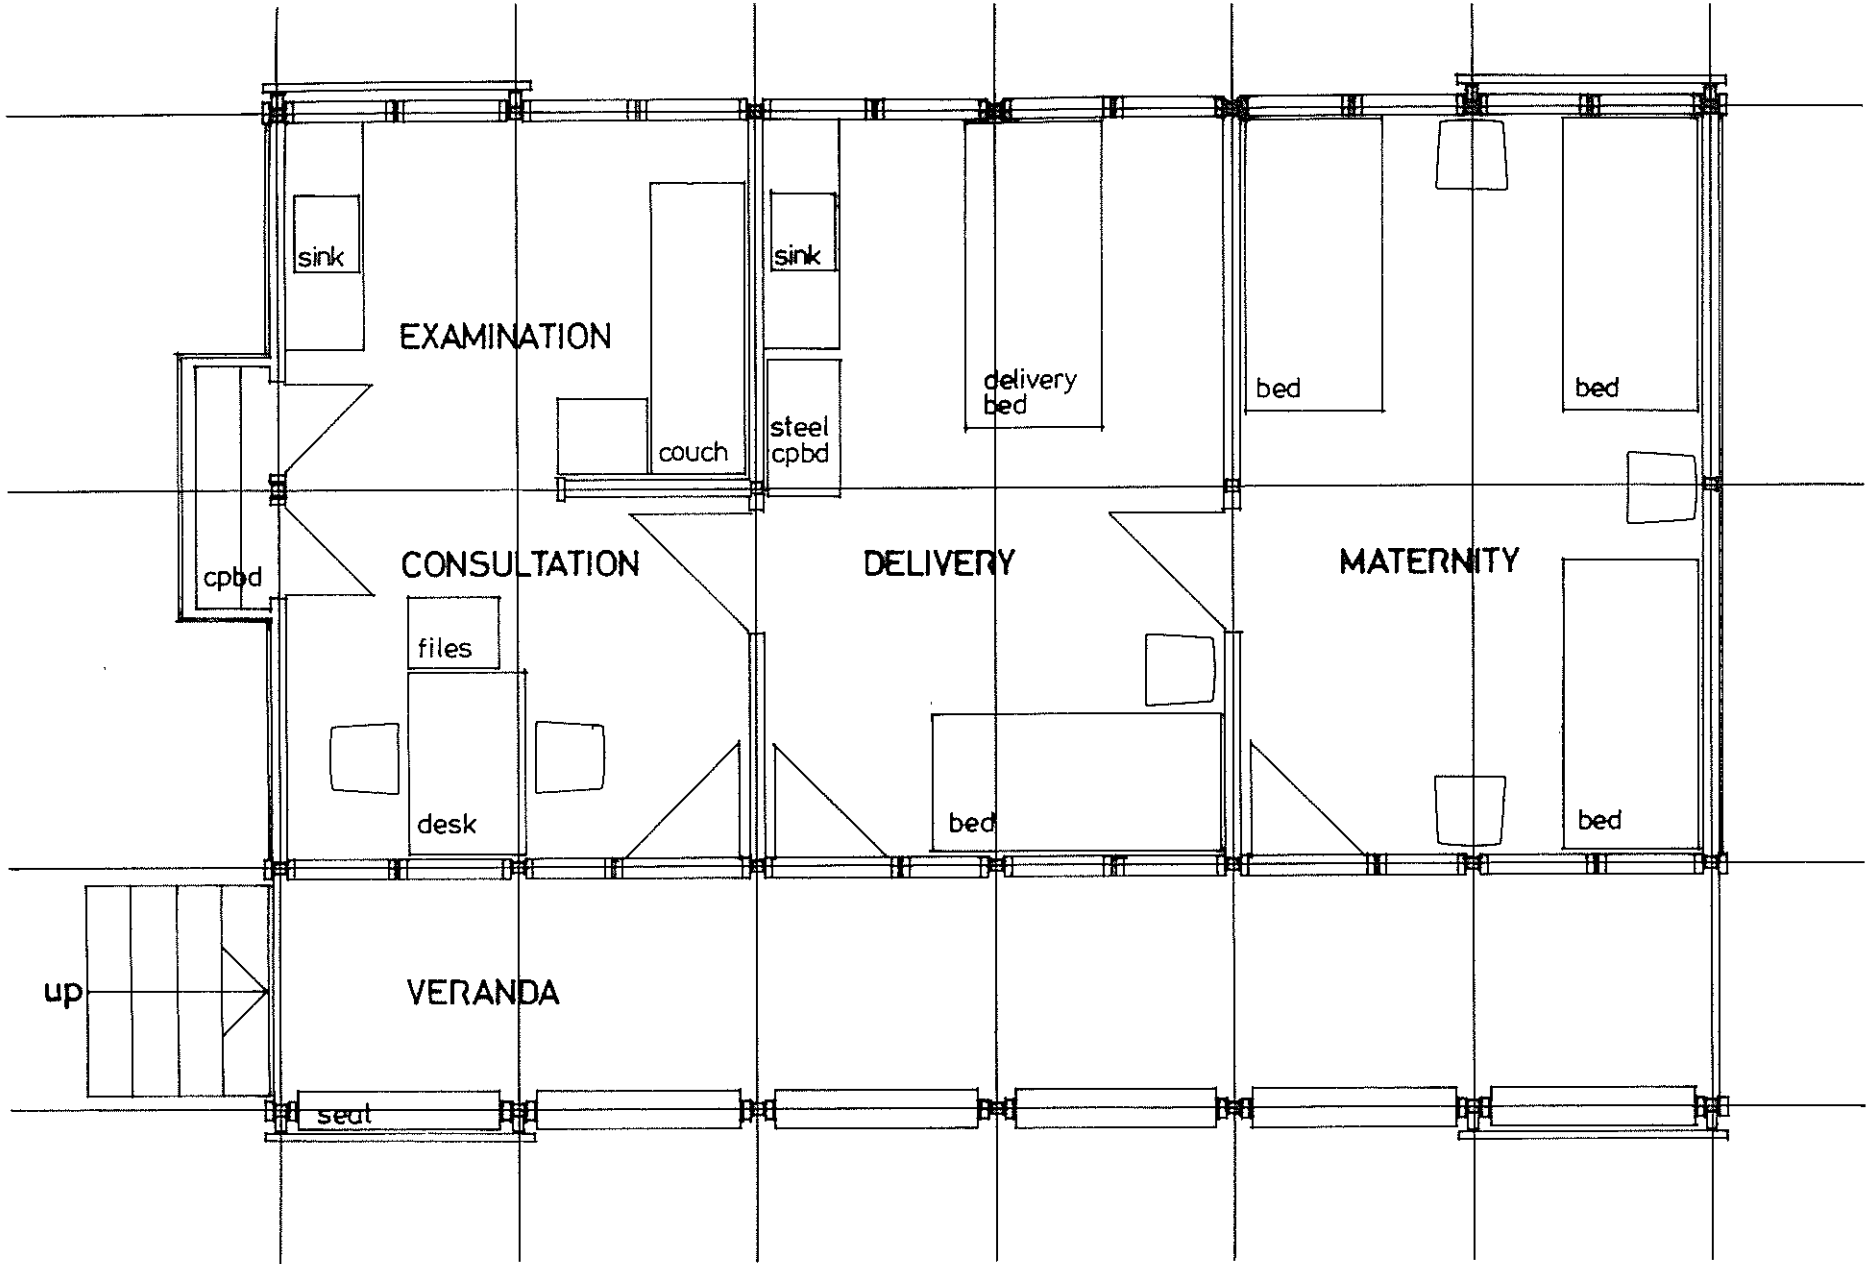 sink
sink
EXAMINATION
delivery
bed
bed
bed
steel
cpbd
couch
cpbd
CONSULTATION
DELIVERY
MATERNITY
files
desk
bed
bed
up
VERANDA
seat